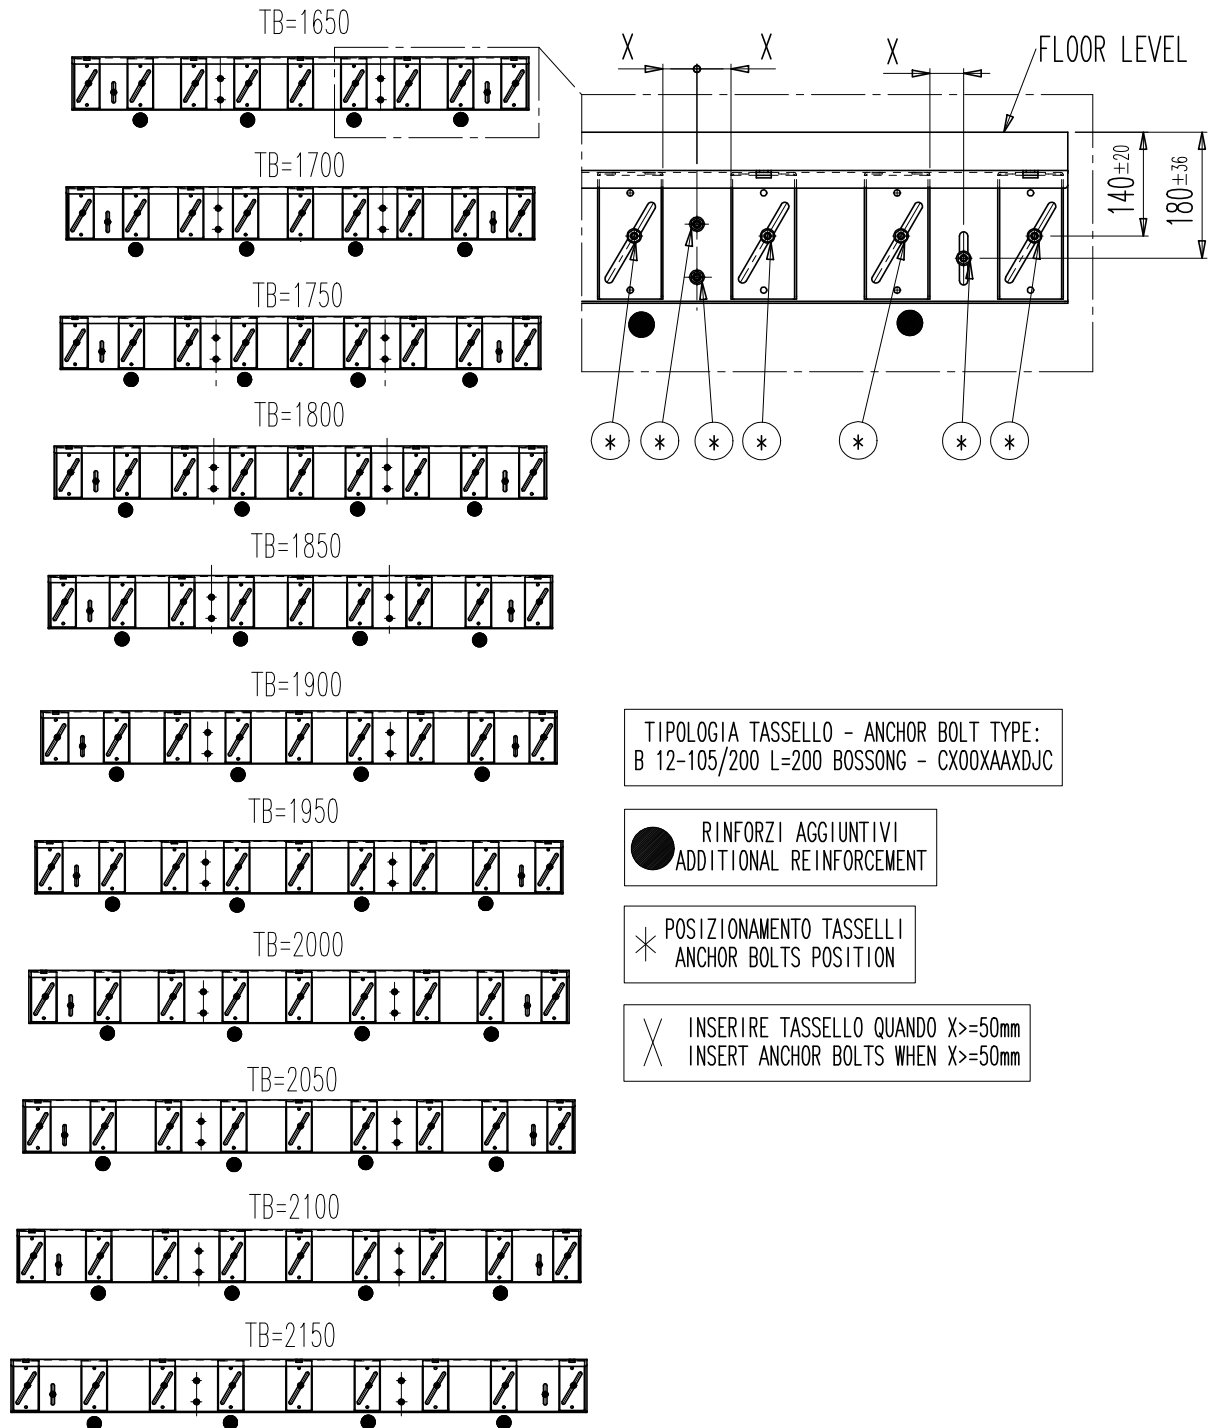 TB=1650
TB=1700
TB=1750
TB=1800
TB=1850
TB=1900
TB=1950
TB=2000
TB=2050
TB=2100
TB=2150
X X X
FLOOR LEVEL
140±20
180±36
* * * * * * *
TIPOLOGIA TASSELLO - ANCHOR BOLT TYPE:
B 12-105/200 L=200 BOSSONG - CX00XAAXDJC
RINFORZI AGGIUNTIVI
ADDITIONAL REINFORCEMENT
* POSIZIONAMENTO TASSELLI
ANCHOR BOLTS POSITION
X INSERIRE TASSELLO QUANDO X>=50mm
INSERT ANCHOR BOLTS WHEN X>=50mm